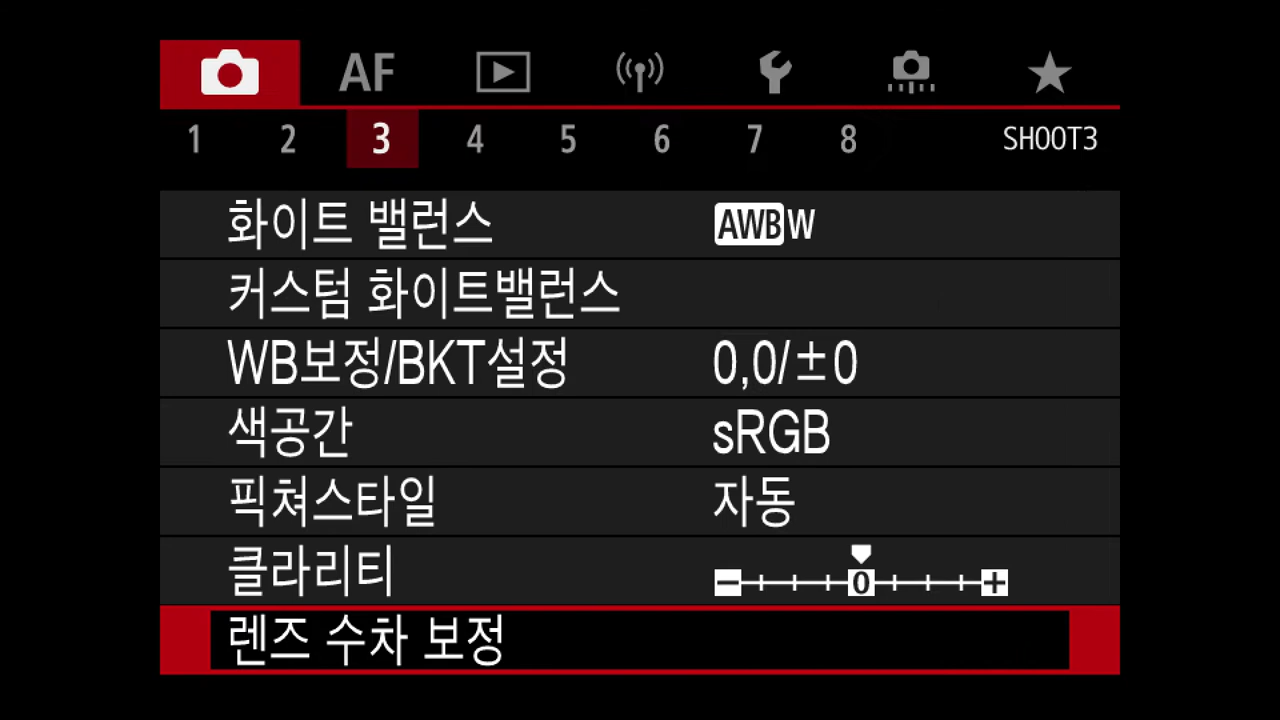 AF
1 2 3 4 5 6 7 8 SHOOT3
화이트 밸런스 AWB W
커스텀 화이트밸런스
WB보정/BKT설정 0,0/±0
색공간 sRGB
픽쳐스타일 자동
클라리티 − 0 +
렌즈 수차 보정